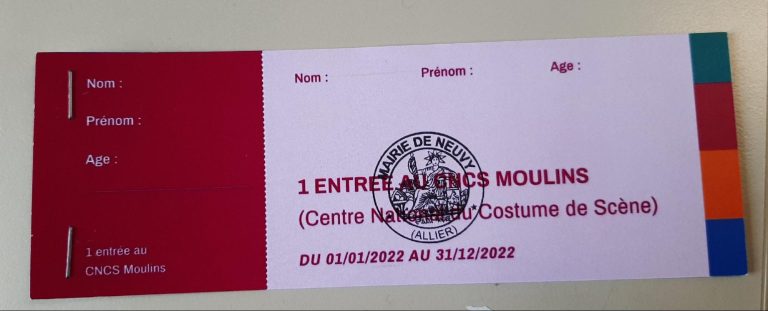 Nom :
Prénom :
Age :
1 entrée au
CNCS Moulins
Nom :
Prénom :
Age :
MAIRIE DE NEUVY
(ALLIER)
1 ENTREE AU CNCS MOULINS
(Centre National du Costume de Scène)
DU 01/01/2022 AU 31/12/2022